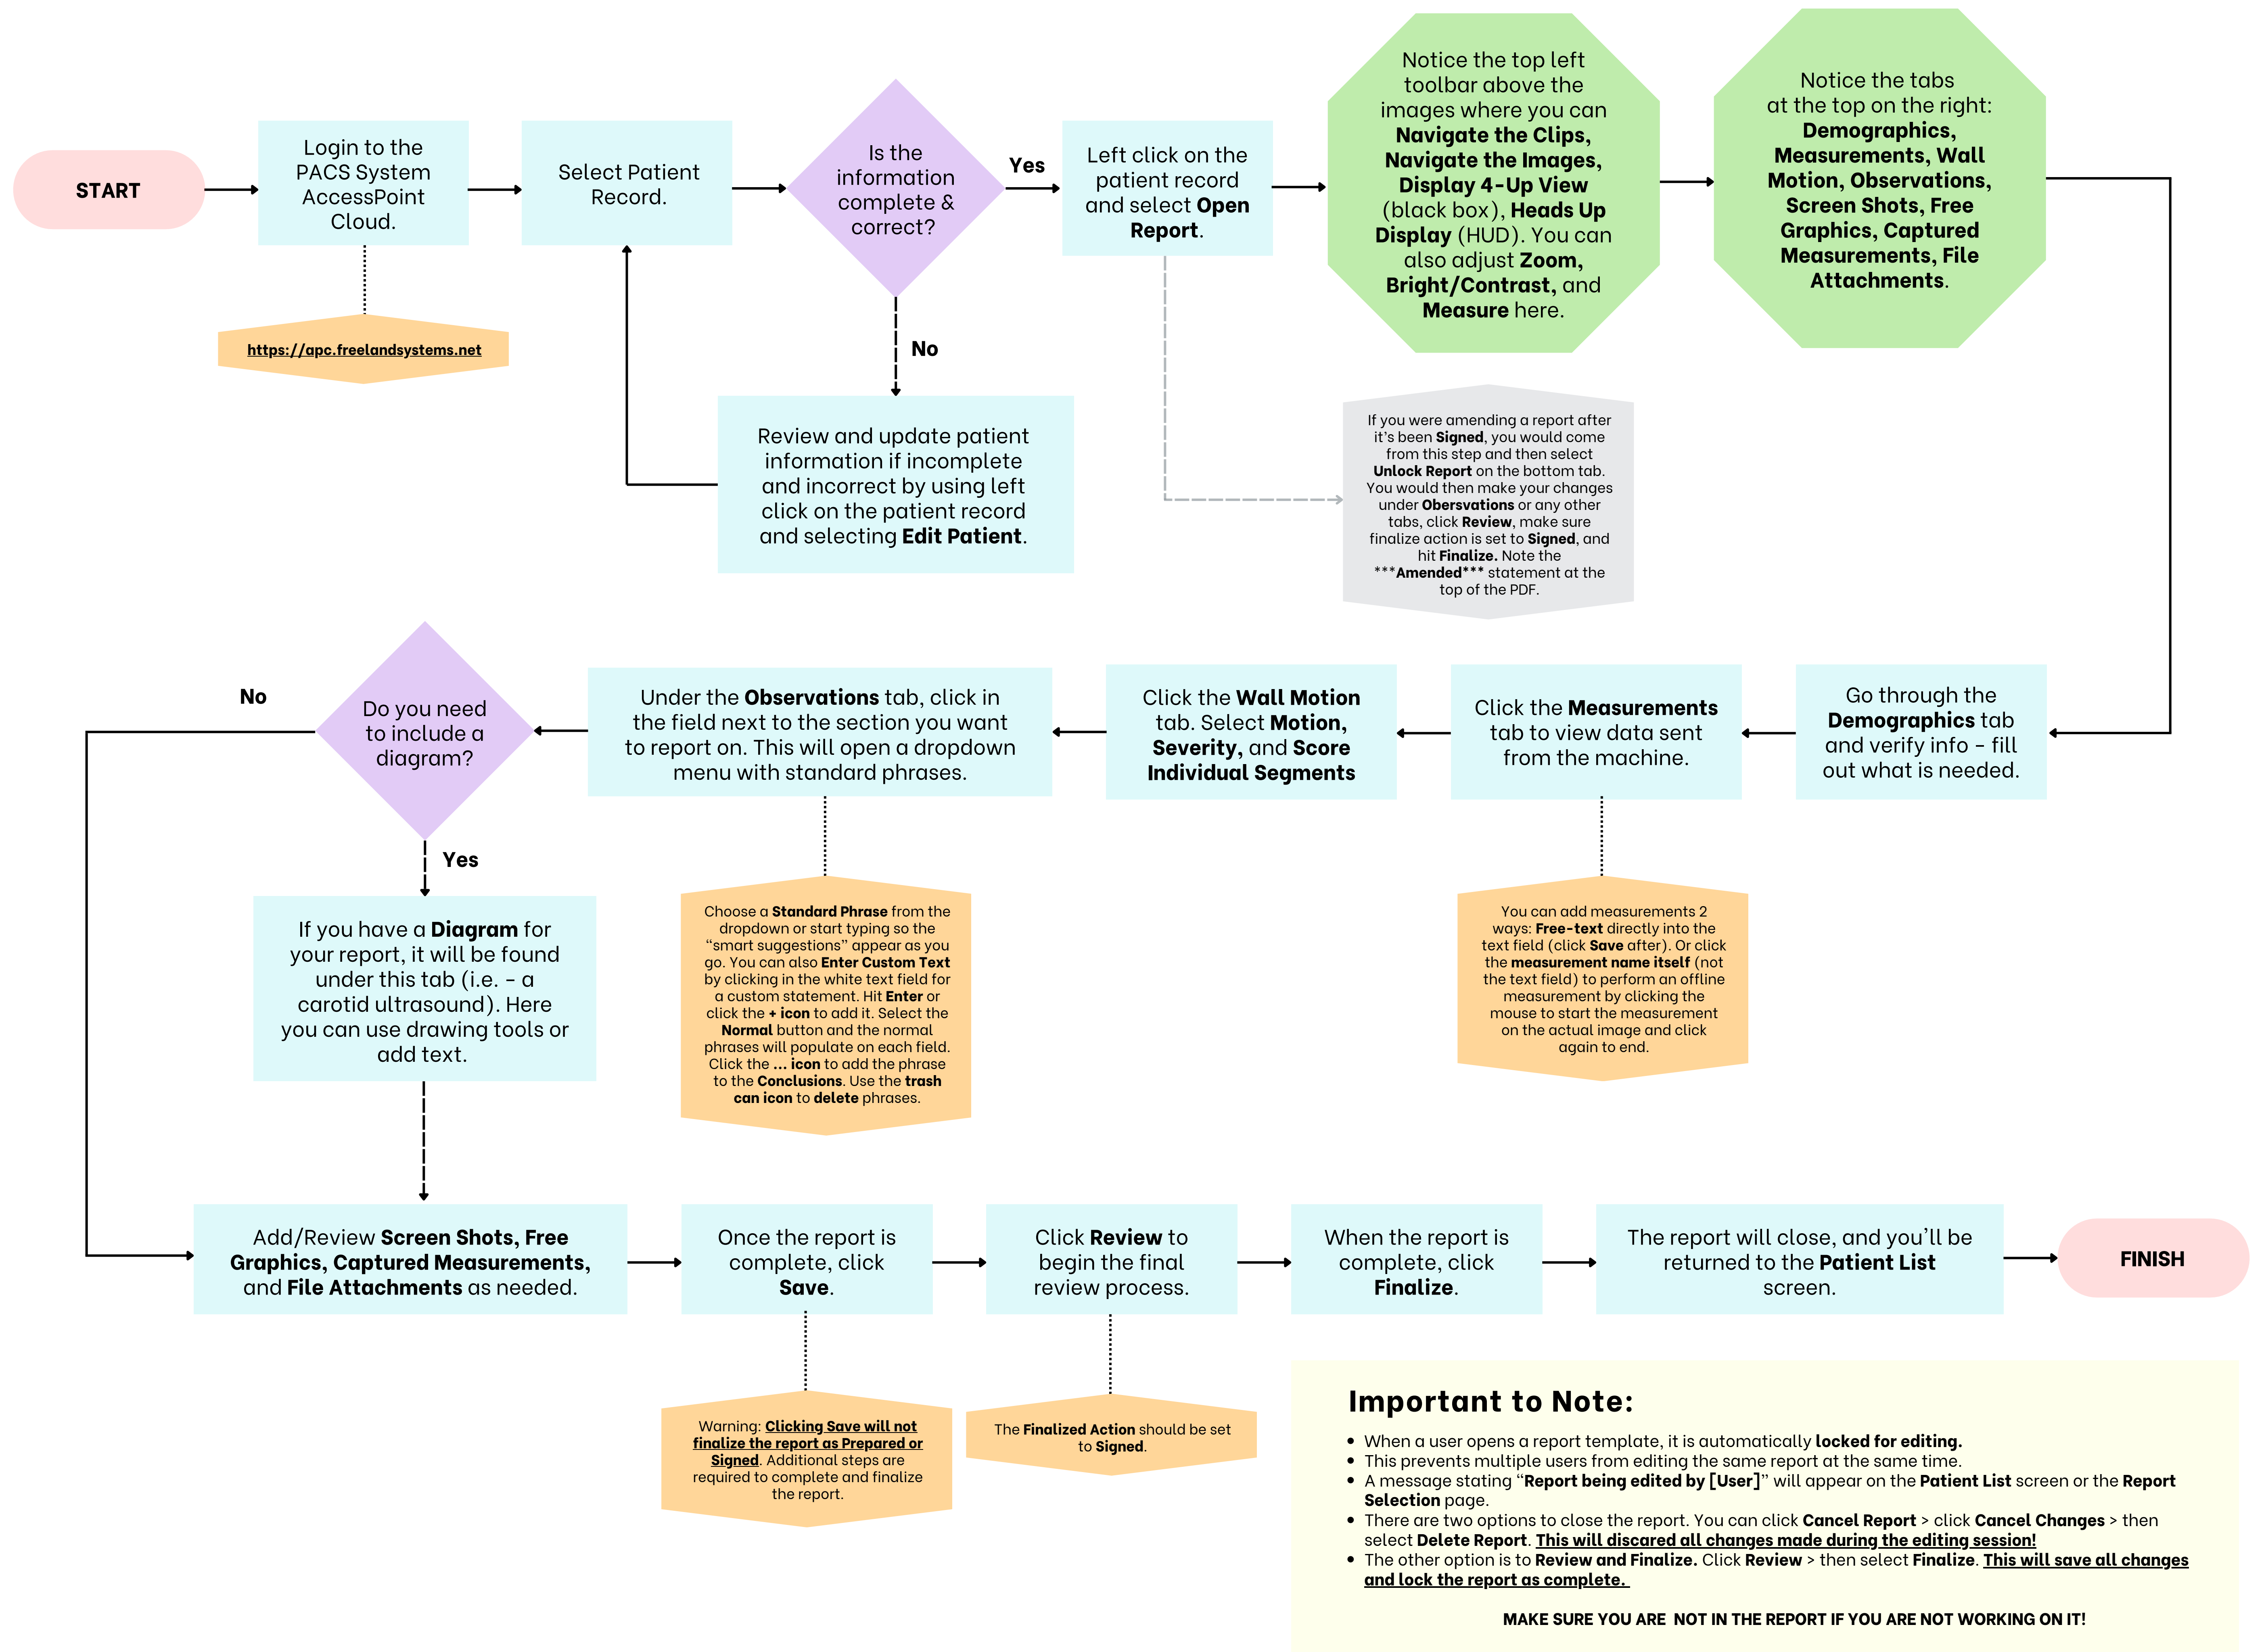 START
Login to the
PACS System
AccessPoint
Cloud.
https://apc.freelandsystems.net
Select Patient
Record.
Is the
information
complete &
correct?
Yes
No
Review and update patient
information if incomplete
and incorrect by using left
click on the patient record
and selecting Edit Patient.
Left click on the
patient record
and select Open
Report.
Notice the top left
toolbar above the
images where you can
Navigate the Clips,
Navigate the Images,
Display 4-Up View
(black box), Heads Up
Display (HUD). You can
also adjust Zoom,
Bright/Contrast, and
Measure here.
Notice the tabs
at the top on the right:
Demographics,
Measurements, Wall
Motion, Observations,
Screen Shots, Free
Graphics, Captured
Measurements, File
Attachments.
If you were amending a report after
it's been Signed, you would come
from this step and then select
Unlock Report on the bottom tab.
You would then make your changes
under Obersvations or any other
tabs, click Review, make sure
finalize action is set to Signed, and
hit Finalize. Note the
***Amended*** statement at the
top of the PDF.
Go through the
Demographics tab
and verify info - fill
out what is needed.
Click the Measurements
tab to view data sent
from the machine.
You can add measurements 2
ways: Free-text directly into the
text field (click Save after). Or click
the measurement name itself (not
the text field) to perform an offline
measurement by clicking the
mouse to start the measurement
on the actual image and click
again to end.
Click the Wall Motion
tab. Select Motion,
Severity, and Score
Individual Segments
Under the Observations tab, click in
the field next to the section you want
to report on. This will open a dropdown
menu with standard phrases.
Choose a Standard Phrase from the
dropdown or start typing so the
“smart suggestions” appear as you
go. You can also Enter Custom Text
by clicking in the white text field for
a custom statement. Hit Enter or
click the + icon to add it. Select the
Normal button and the normal
phrases will populate on each field.
Click the ... icon to add the phrase
to the Conclusions. Use the trash
can icon to delete phrases.
Do you need
to include a
diagram?
No
Yes
If you have a Diagram for
your report, it will be found
under this tab (i.e. - a
carotid ultrasound). Here
you can use drawing tools or
add text.
Add/Review Screen Shots, Free
Graphics, Captured Measurements,
and File Attachments as needed.
Once the report is
complete, click
Save.
Warning: Clicking Save will not
finalize the report as Prepared or
Signed. Additional steps are
required to complete and finalize
the report.
Click Review to
begin the final
review process.
The Finalized Action should be set
to Signed.
When the report is
complete, click
Finalize.
The report will close, and you'll be
returned to the Patient List
screen.
FINISH
Important to Note:
• When a user opens a report template, it is automatically locked for editing.
• This prevents multiple users from editing the same report at the same time.
• A message stating “Report being edited by [User]” will appear on the Patient List screen or the Report
Selection page.
• There are two options to close the report. You can click Cancel Report > click Cancel Changes > then
select Delete Report. This will discared all changes made during the editing session!
• The other option is to Review and Finalize. Click Review > then select Finalize. This will save all changes
and lock the report as complete.
MAKE SURE YOU ARE NOT IN THE REPORT IF YOU ARE NOT WORKING ON IT!